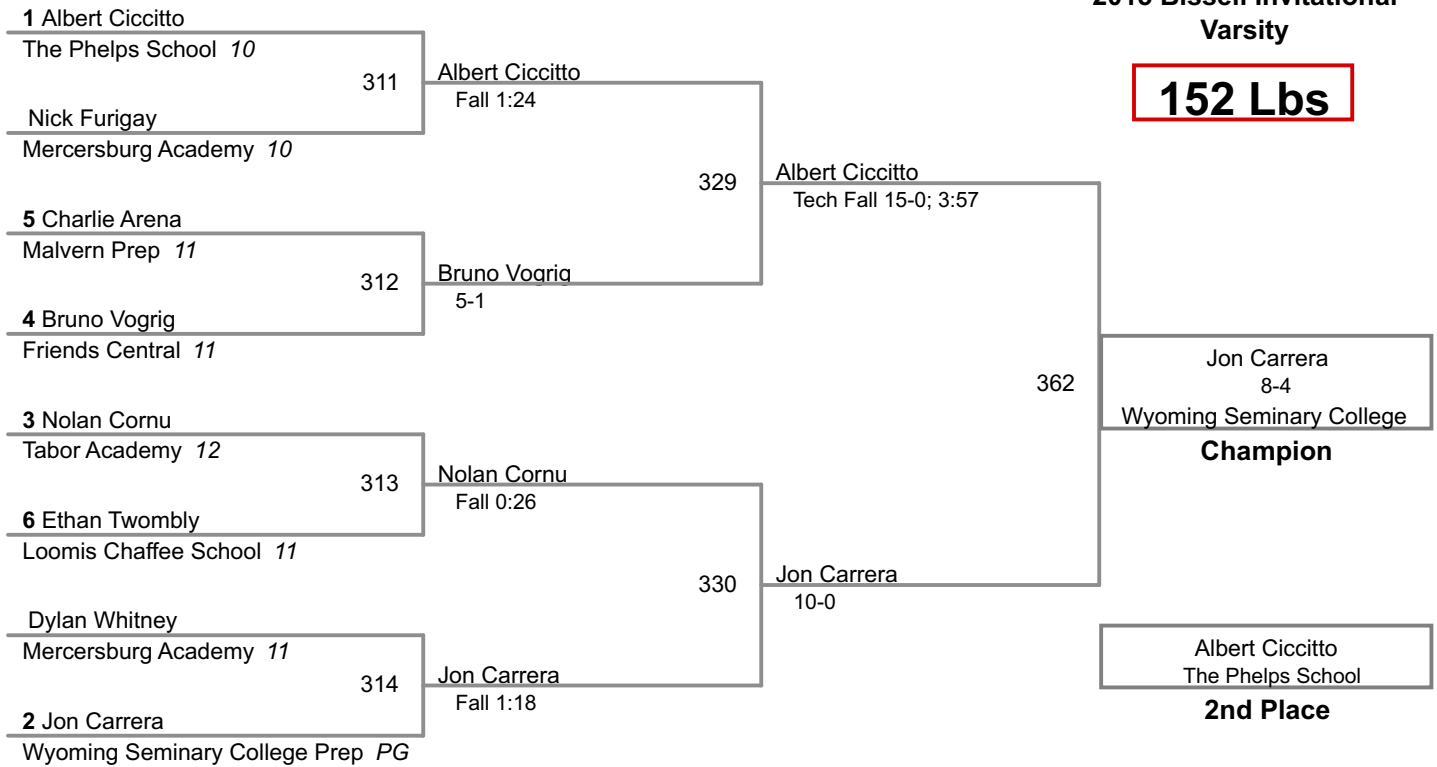 2016 Bissell Invitational
Varsity
152 Lbs
1 Albert Ciccitto
The Phelps School 10
311
Nick Furigay
Mercersburg Academy 10
Albert Ciccitto
Fall 1:24
5 Charlie Arena
Malvern Prep 11
312
4 Bruno Vogrig
Friends Central 11
Bruno Vogrig
5-1
329
Albert Ciccitto
Tech Fall 15-0; 3:57
3 Nolan Cornu
Tabor Academy 12
313
6 Ethan Twombly
Loomis Chaffee School 11
Nolan Cornu
Fall 0:26
Dylan Whitney
Mercersburg Academy 11
314
2 Jon Carrera
Wyoming Seminary College Prep PG
Jon Carrera
Fall 1:18
330
Jon Carrera
10-0
362
Jon Carrera
8-4
Wyoming Seminary College
Champion
Albert Ciccitto
The Phelps School
2nd Place